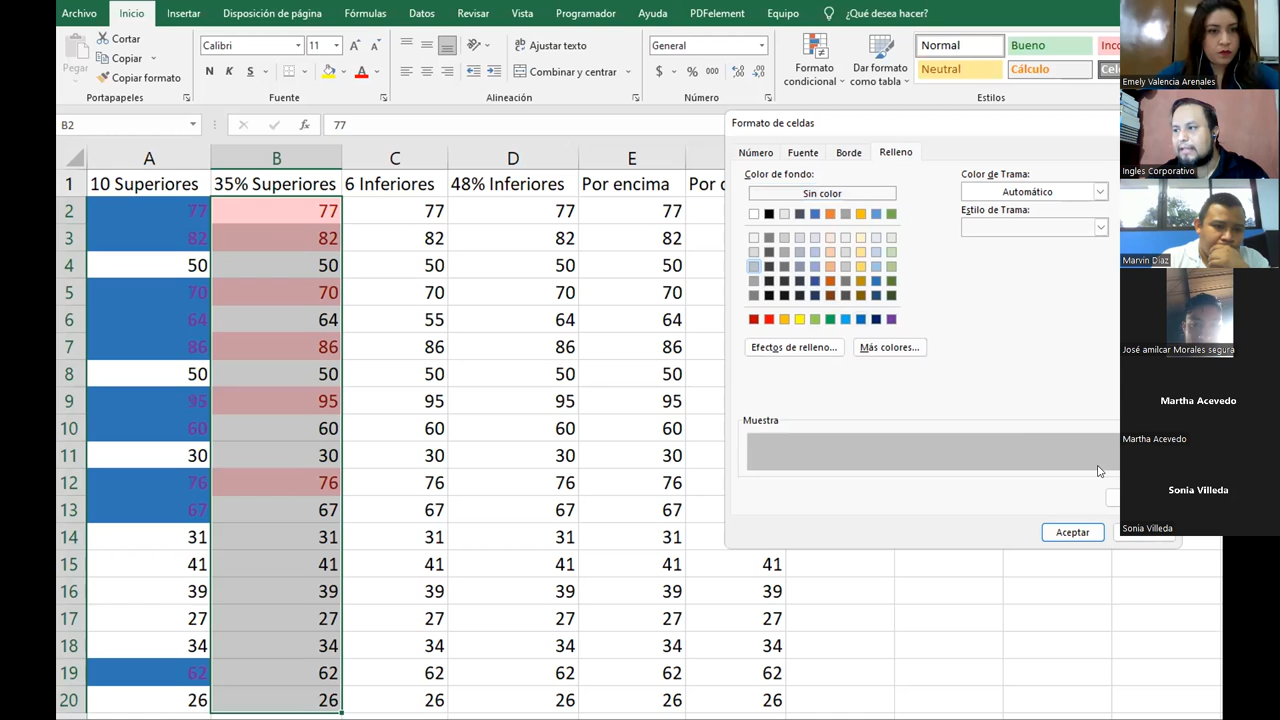 Archivo Inicio Insertar Disposición de página Fórmulas Datos Revisar Vista Programador Ayuda PDFelement Equipo ¿Qué desea hacer?
Pegar
Cortar
Copiar
Copiar formato
Portapapeles
Calibri 11
N K S
Fuente
Ajustar texto
Combinar y centrar
Alineación
General
$ % 000
Número
Formato condicional
Dar formato como tabla
Normal Bueno
Neutral Cálculo
Estilos
B2 fx 77
A B C D E
1 10 Superiores 35% Superiores 6 Inferiores 48% Inferiores Por encima
2 77 77 77 77 77
3 82 82 82 82 82
4 50 50 50 50 50
5 70 70 70 70 70
6 64 64 55 64 64
7 86 86 86 86 86
8 50 50 50 50 50
9 95 95 95 95 95
10 60 60 60 60 60
11 30 30 30 30 30
12 76 76 76 76 76
13 67 67 67 67 67
14 31 31 31 31 31
15 41 41 41 41 41 41
16 39 39 39 39 39 39
17 27 27 27 27 27 27
18 34 34 34 34 34 34
19 62 62 62 62 62 62
20 26 26 26 26 26 26
Formato de celdas
Número Fuente Borde Relleno
Color de fondo:
Sin color
Efectos de relleno...
Más colores...
Color de Trama:
Automático
Estilo de Trama:
Muestra
Aceptar
Emely Valencia Arenales
Ingles Corporativo
Marvin Díaz
José amilcar Morales segura
Martha Acevedo
Martha Acevedo
Sonia Villeda
Sonia Villeda